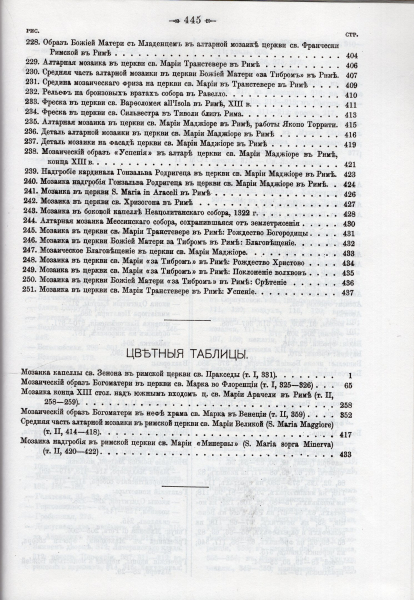 445
РИС. СТР.
228. Образъ Божіей Матери съ Младенцемъ въ алтарной мозаикѣ церкви св. Франчески
Римской въ Римѣ 404
229. Алтарная мозаика въ церкви св. Маріи Транстевере въ Римѣ 406
230. Средняя часть алтарной мозаики въ церкви Божіей Матери «за Тибромъ» въ Римѣ. 407
231. Средина мозаическаго фриза на церкви св. Маріи въ Транстевере въ Римѣ 409
232. Рельефъ на бронзовыхъ вратахъ собора въ Равелло. 410
233. Фреска въ церкви св. Варѳоломея all'Isola въ Римѣ, XIII в. 411
234. Фреска въ церкви св. Сильвестра въ Тиволи близъ Рима. 413
235. Алтарная мозаика въ церкви св. Маріи Маджіоре въ Римѣ, работы Якопо Торрити. 415
236. Деталь алтарной мозаики въ церкви св. Маріи Маджіоре въ Римѣ 416
237. Деталь мозаики на фасадѣ церкви св. Маріи Маджіоре въ Римѣ 419
238. Мозаическій образъ «Успенія» въ алтарѣ церкви св. Маріи Маджіоре въ Римѣ,
конца XIII в. 421
239. Надгробіе кардинала Гонзальва Родригеца въ церкви св. Маріи Маджіоре въ Римѣ. 423
240. Мозаика надгробія Гонзальва Родригеца въ церкви св. Маріи Маджіоре въ Римѣ. 424
241. Мозаика въ церкви S. Maria in Araceli въ Римѣ 426
242. Мозаика въ церкви св. Хризогона въ Римѣ 427
243. Мозаика въ боковой капеллѣ Неаполитанскаго собора, 1322 г. 428
244. Алтарная мозаика Мессинскаго собора, сохранившаяся отъ землетрясенія 430
245. Мозаика въ церкви св. Маріи Транстевере въ Римѣ: Рождество Богородицы 431
246. Мозаика въ церкви Божіей Матери за Тибромъ въ Римѣ: Благовѣщеніе. 432
247. Мозаическое Благовѣщеніе въ церкви св. Маріи Маджіоре. 433
248. Мозаика въ церкви св. Маріи «за Тибромъ» въ Римѣ: Рождество Христово 434
249. Мозаика въ церкви св. Маріи «за Тибромъ» въ Римѣ: Поклоненіе волхвовъ 435
250. Мозаика въ церкви Божіей Матери «за Тибромъ» въ Римѣ: Срѣтеніе 436
251. Мозаика въ церкви св. Маріи Транстевере въ Римѣ: Успеніе. 437
ЦВѢТНЫЯ ТАБЛИЦЫ.
Мозаика капеллы св. Зенона въ римской церкви св. Пракседы (т. I, 331). 1
Мозаическій образъ Богоматери въ церкви св. Марка во Флоренціи (т. I, 325—326). 65
Мозаика конца XIII стол. надъ южнымъ входомъ ц. св. Маріи Арачели въ Римѣ (т. II,
258—259). 258
Мозаическій образъ Богоматери въ нефѣ храма св. Марка въ Венеціи (т. II, 359) 352
Средняя часть алтарной мозаики въ римской церкви св. Маріи Великой (S. Maria Maggiore)
(т. II, 414—418). 417
Мозаика надгробія въ римской церкви св. Маріи «Минервы» (S. Maria sopra Minerva)
(т. II, 420—422). 433